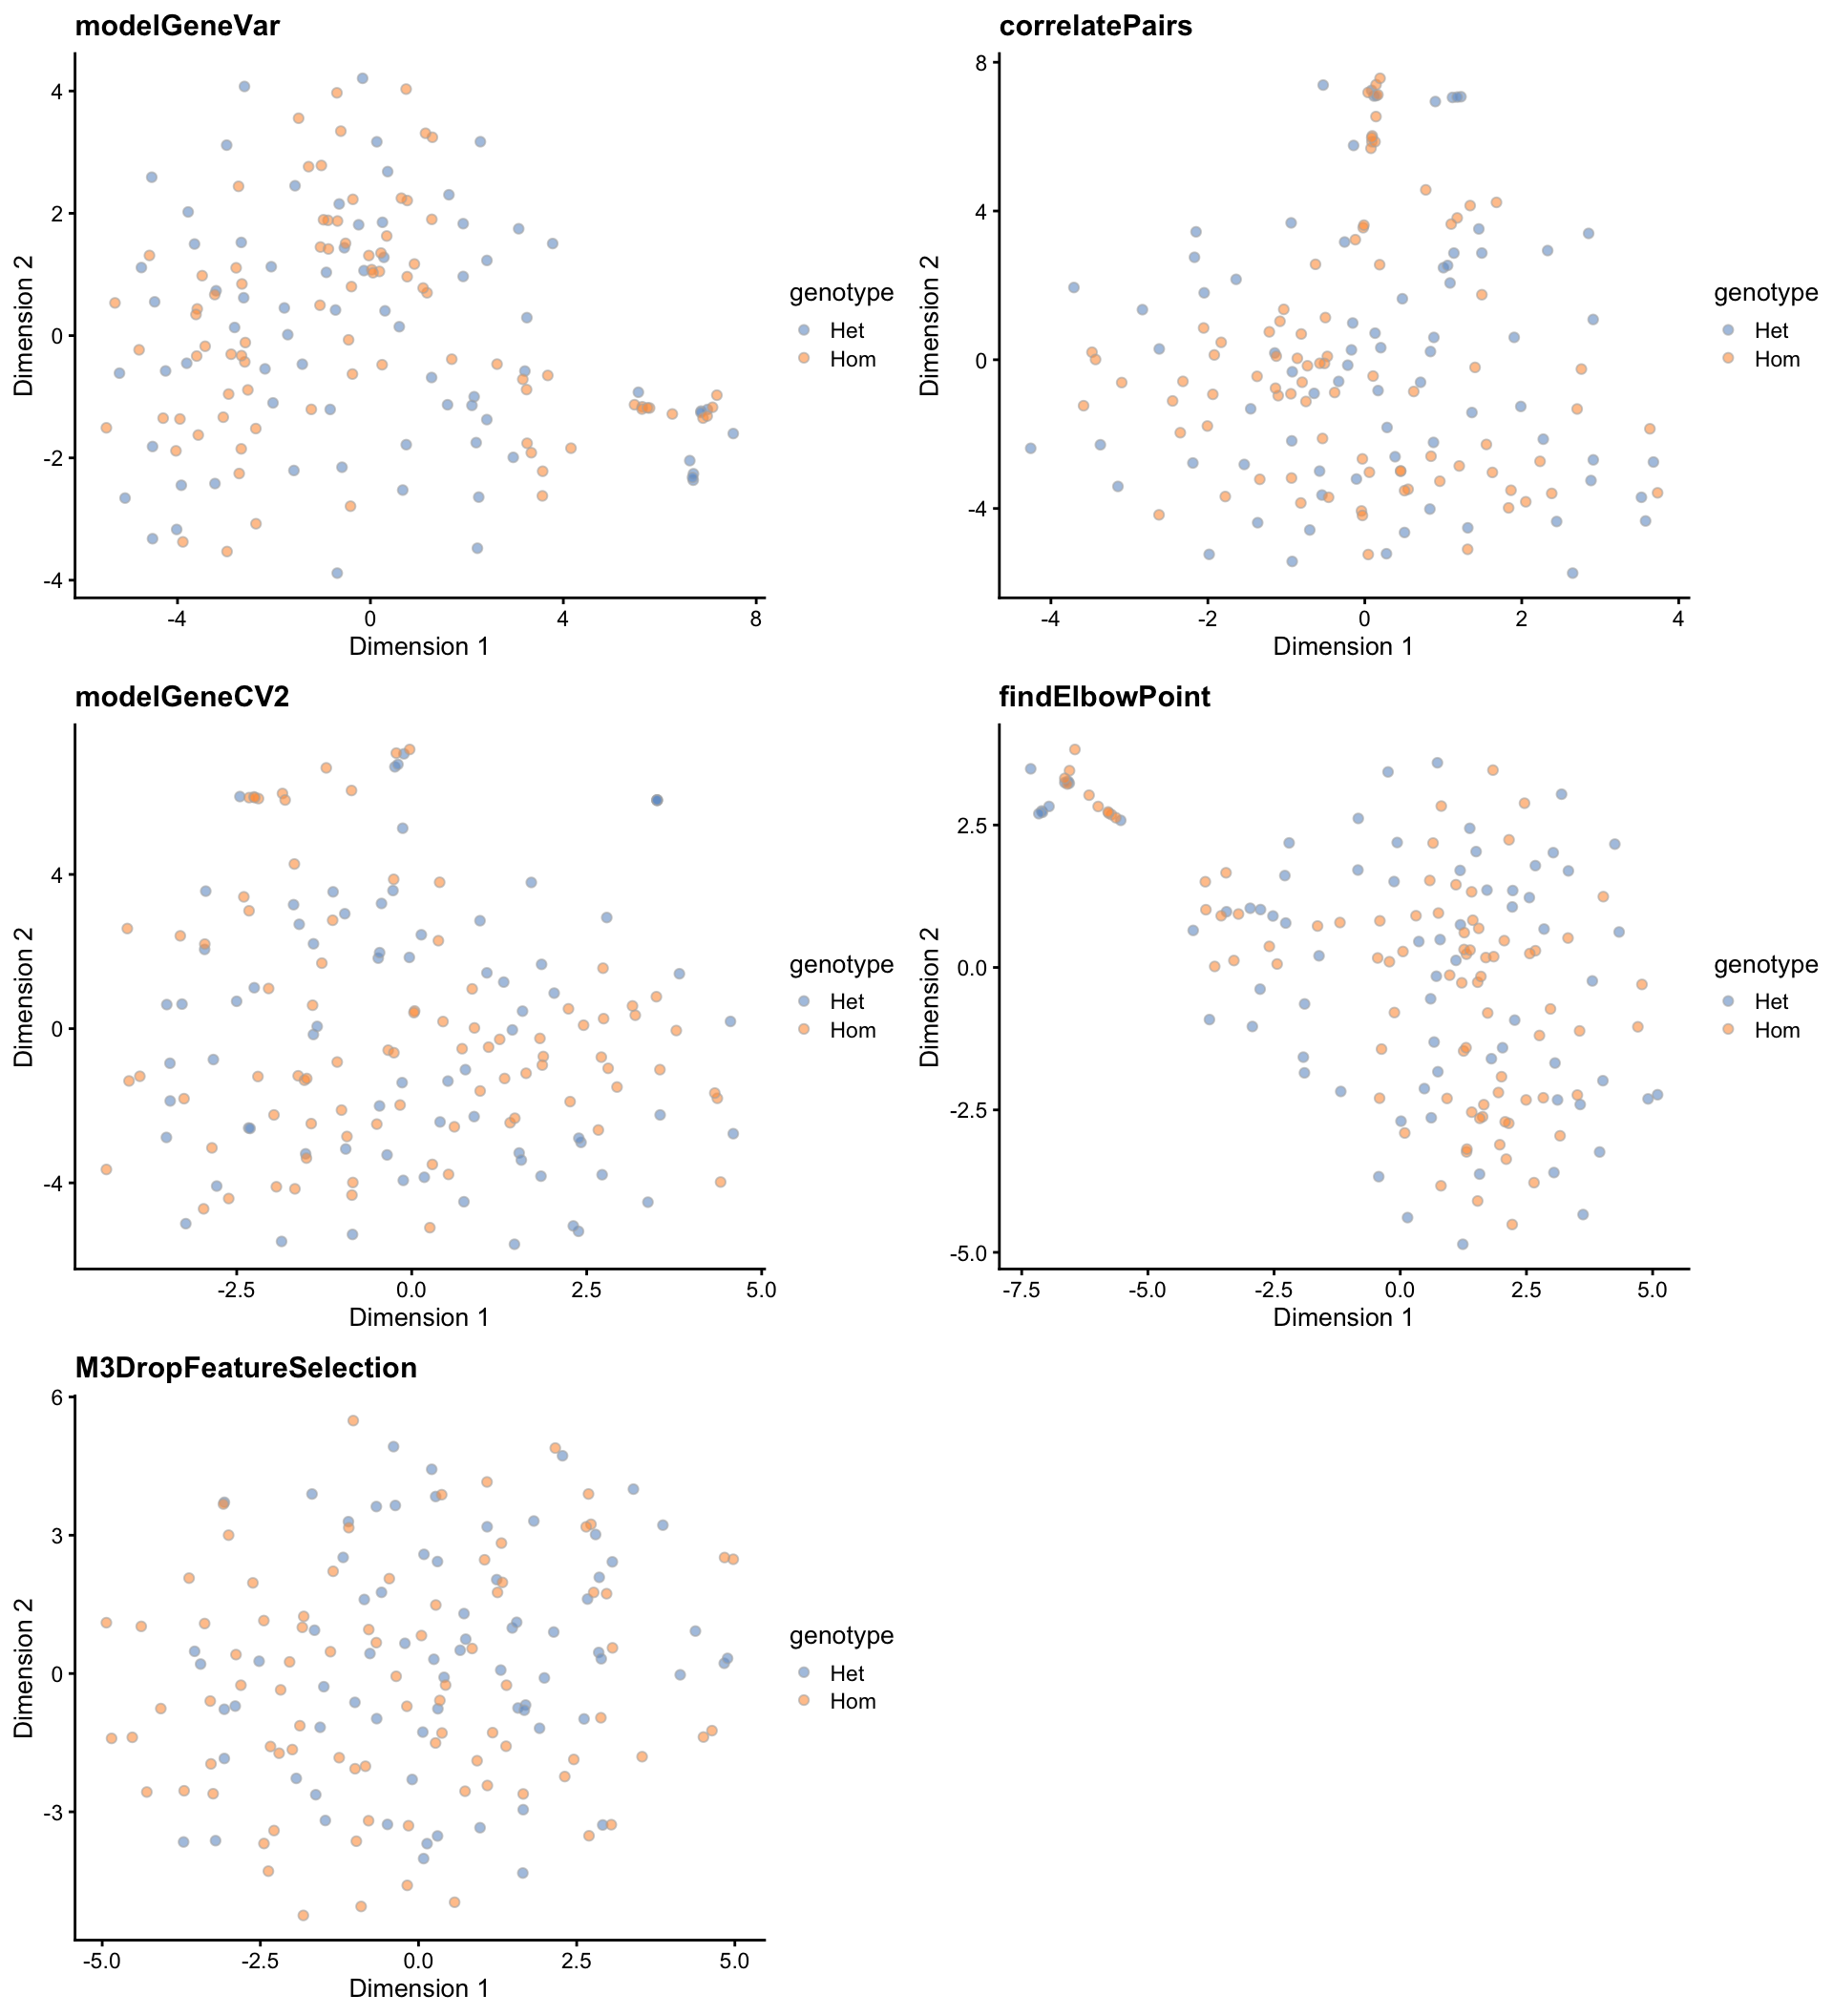 modelGeneVar
4
2
0
-2
-4
-4 0 4 8
Dimension 1
Dimension 2
genotype
Het
Hom
correlatePairs
8
4
0
-4
-4 -2 0 2 4
Dimension 1
Dimension 2
genotype
Het
Hom
modelGeneCV2
4
0
-4
-2.5 0.0 2.5 5.0
Dimension 1
Dimension 2
genotype
Het
Hom
findElbowPoint
2.5
0.0
-2.5
-5.0
-7.5 -5.0 -2.5 0.0 2.5 5.0
Dimension 1
Dimension 2
genotype
Het
Hom
M3DropFeatureSelection
6
3
0
-3
-5.0 -2.5 0.0 2.5 5.0
Dimension 1
Dimension 2
genotype
Het
Hom